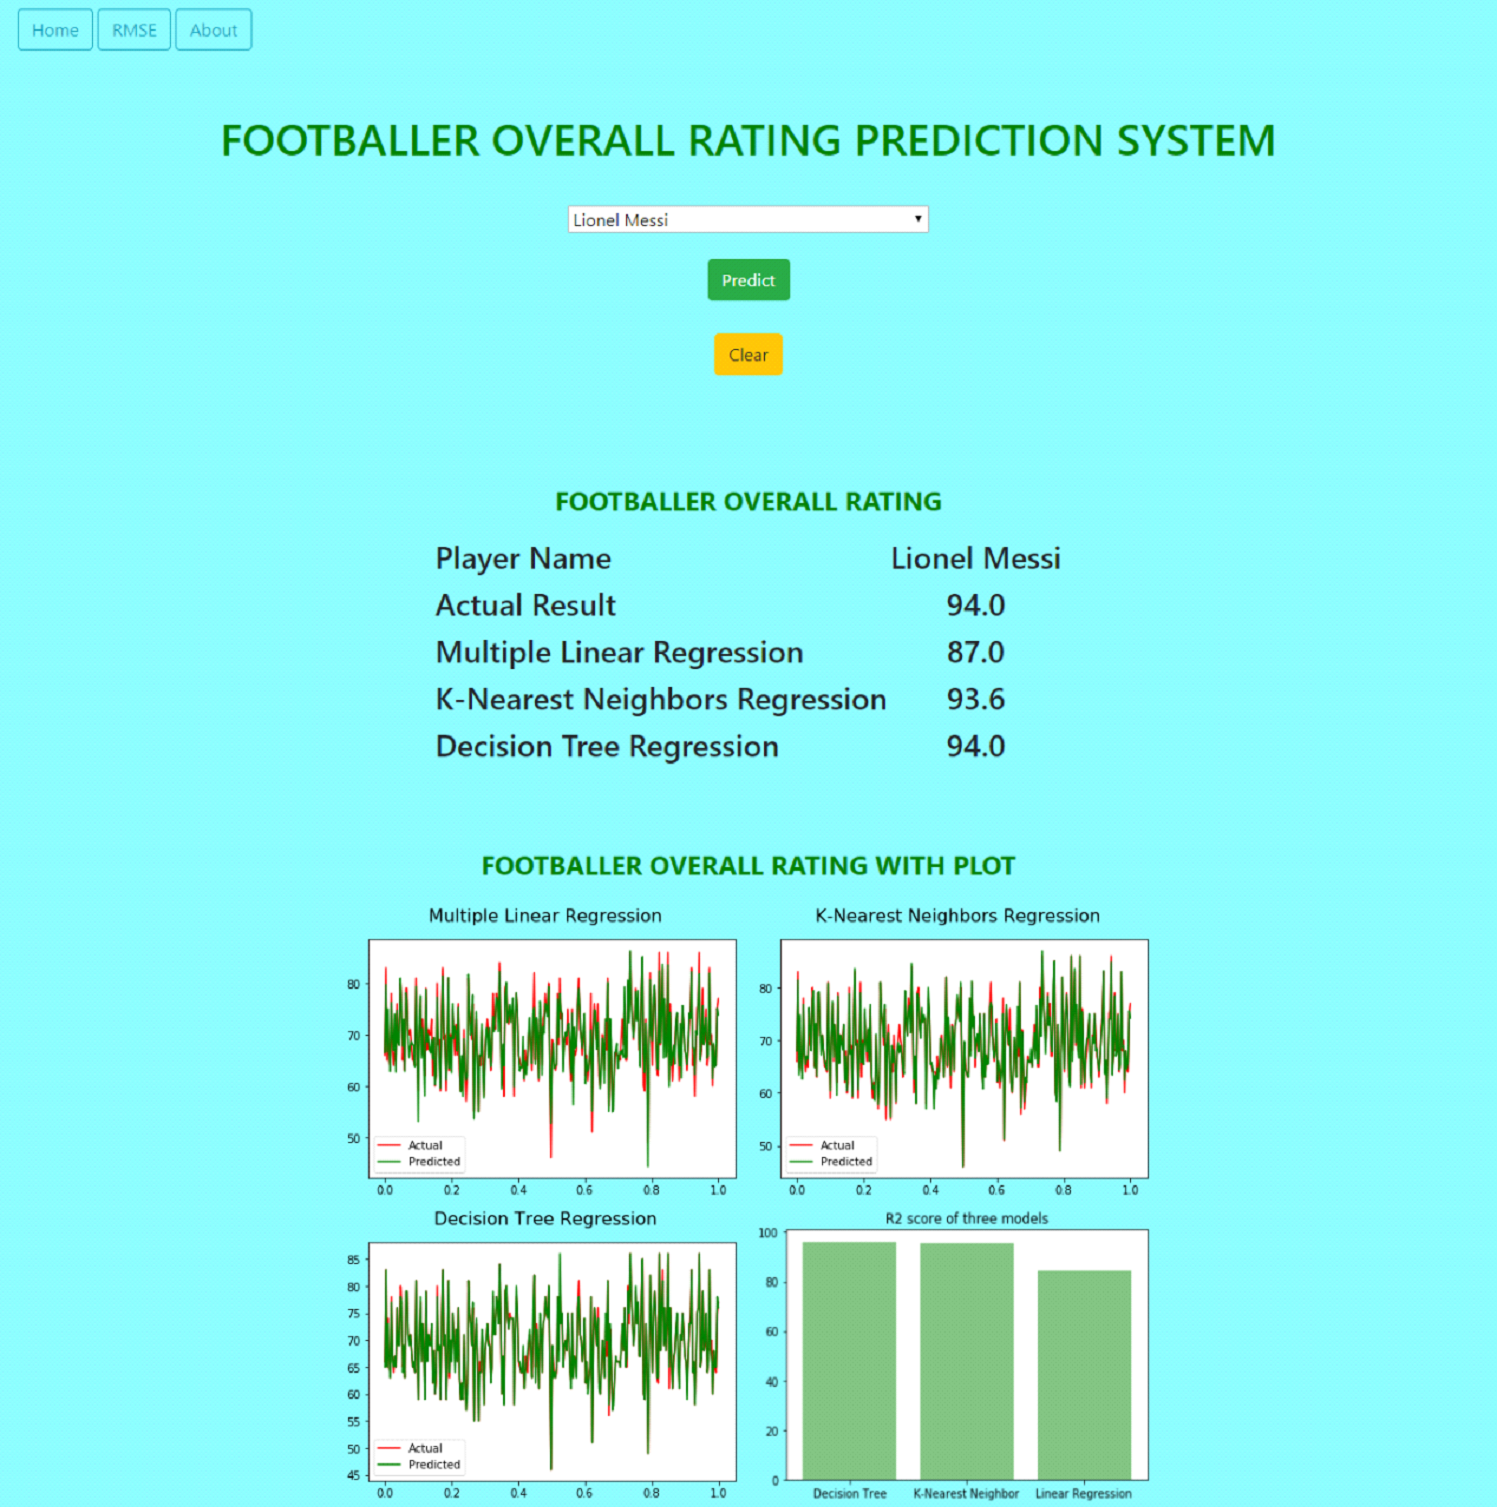 Home RMSE About
FOOTBALLER OVERALL RATING PREDICTION SYSTEM
Lionel Messi
Predict
Clear
FOOTBALLER OVERALL RATING
Player Name Lionel Messi
Actual Result 94.0
Multiple Linear Regression 87.0
K-Nearest Neighbors Regression 93.6
Decision Tree Regression 94.0
FOOTBALLER OVERALL RATING WITH PLOT
Multiple Linear Regression
80
70
60
50
Actual
Predicted
0.0 0.2 0.4 0.6 0.8 1.0
K-Nearest Neighbors Regression
80
70
60
50
Actual
Predicted
0.0 0.2 0.4 0.6 0.8 1.0
Decision Tree Regression
85
80
75
70
65
60
55
50
45
Actual
Predicted
0.0 0.2 0.4 0.6 0.8 1.0
R2 score of three models
100
80
60
40
20
0
Decision Tree K-Nearest Neighbor Linear Regression